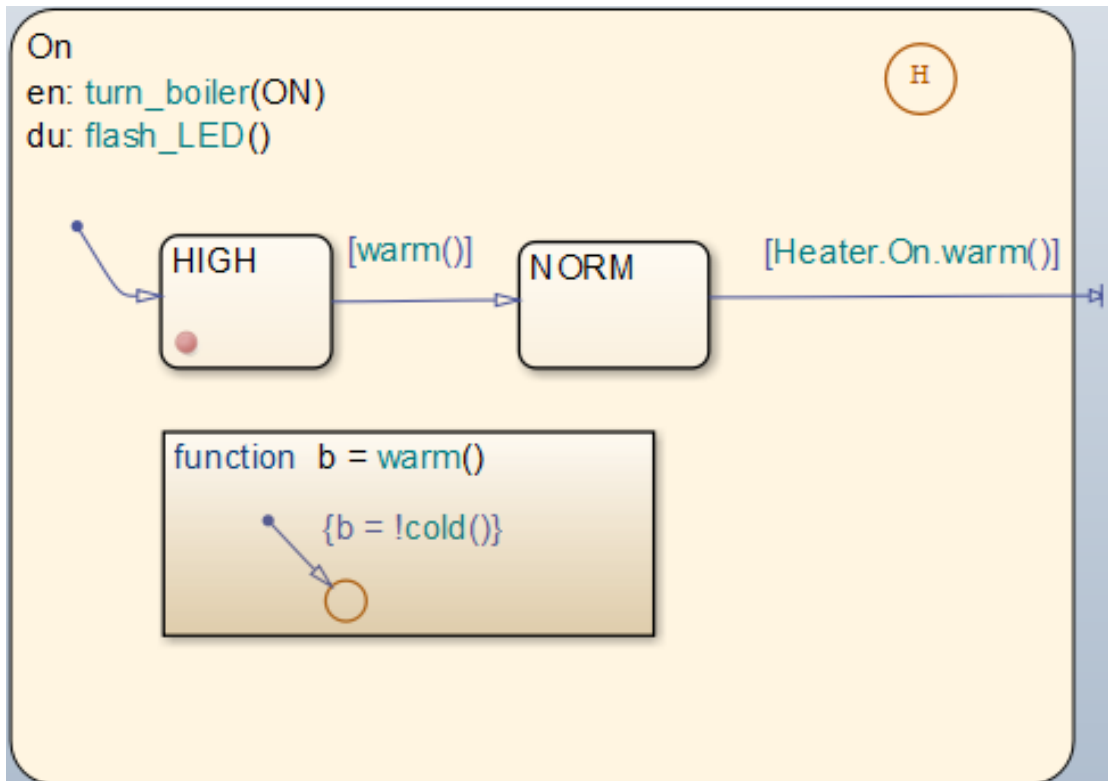 On
H
en: turn_boiler(ON)
du: flash_LED()
HIGH
[warm()]
NORM
[Heater.On.warm()]
function b = warm()
{b = !cold()}